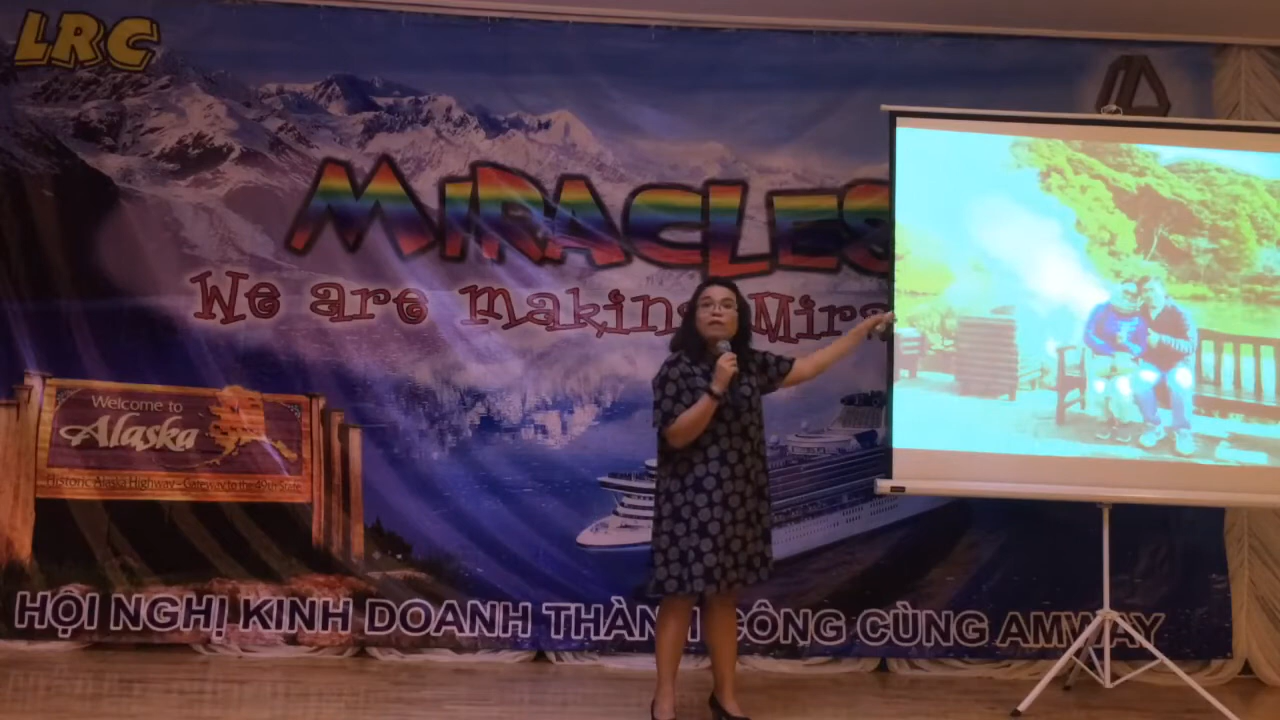 LRC
MIRACLES
We are making Mira
Welcome to
Alaska
Historic Alaska Highway - Gateway to the 49th State
HỘI NGHỊ KINH DOANH THÀNH CÔNG CÙNG AMWAY